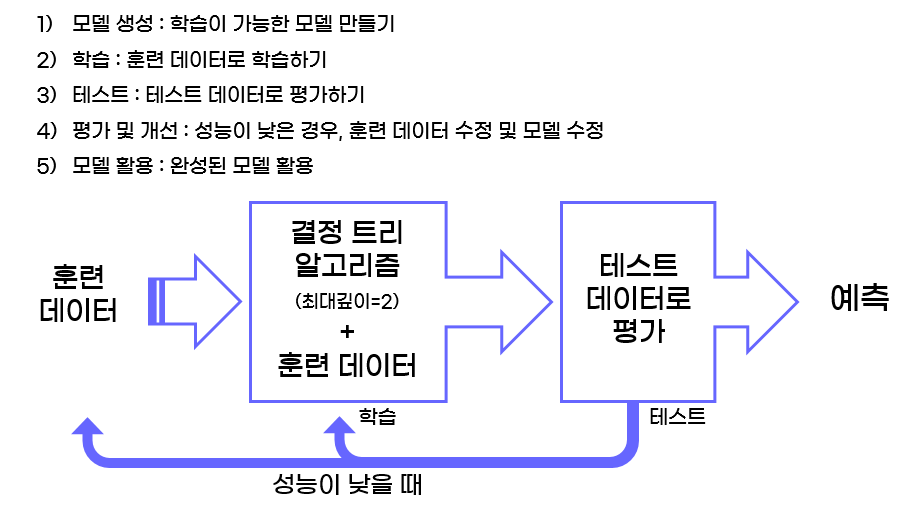 1) 모델 생성 : 학습이 가능한 모델 만들기
2) 학습 : 훈련 데이터로 학습하기
3) 테스트 : 테스트 데이터로 평가하기
4) 평가 및 개선 : 성능이 낮은 경우, 훈련 데이터 수정 및 모델 수정
5) 모델 활용 : 완성된 모델 활용
훈련
데이터
결정 트리
알고리즘
(최대깊이=2)
+
훈련 데이터
학습
테스트
데이터로
평가
테스트
예측
성능이 낮을 때